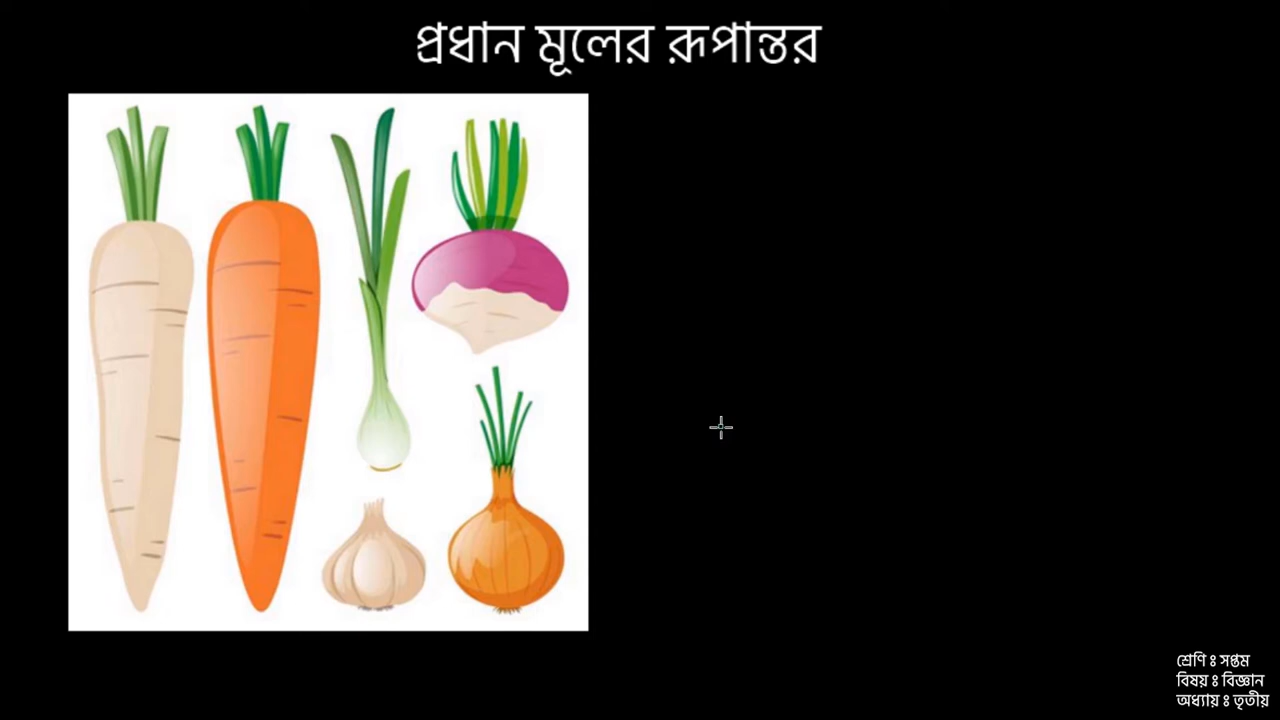 প্রধান মূলের রূপান্তর
শ্রেণি ঃ সপ্তম
বিষয় ঃ বিজ্ঞান
অধ্যায় ঃ তৃতীয়